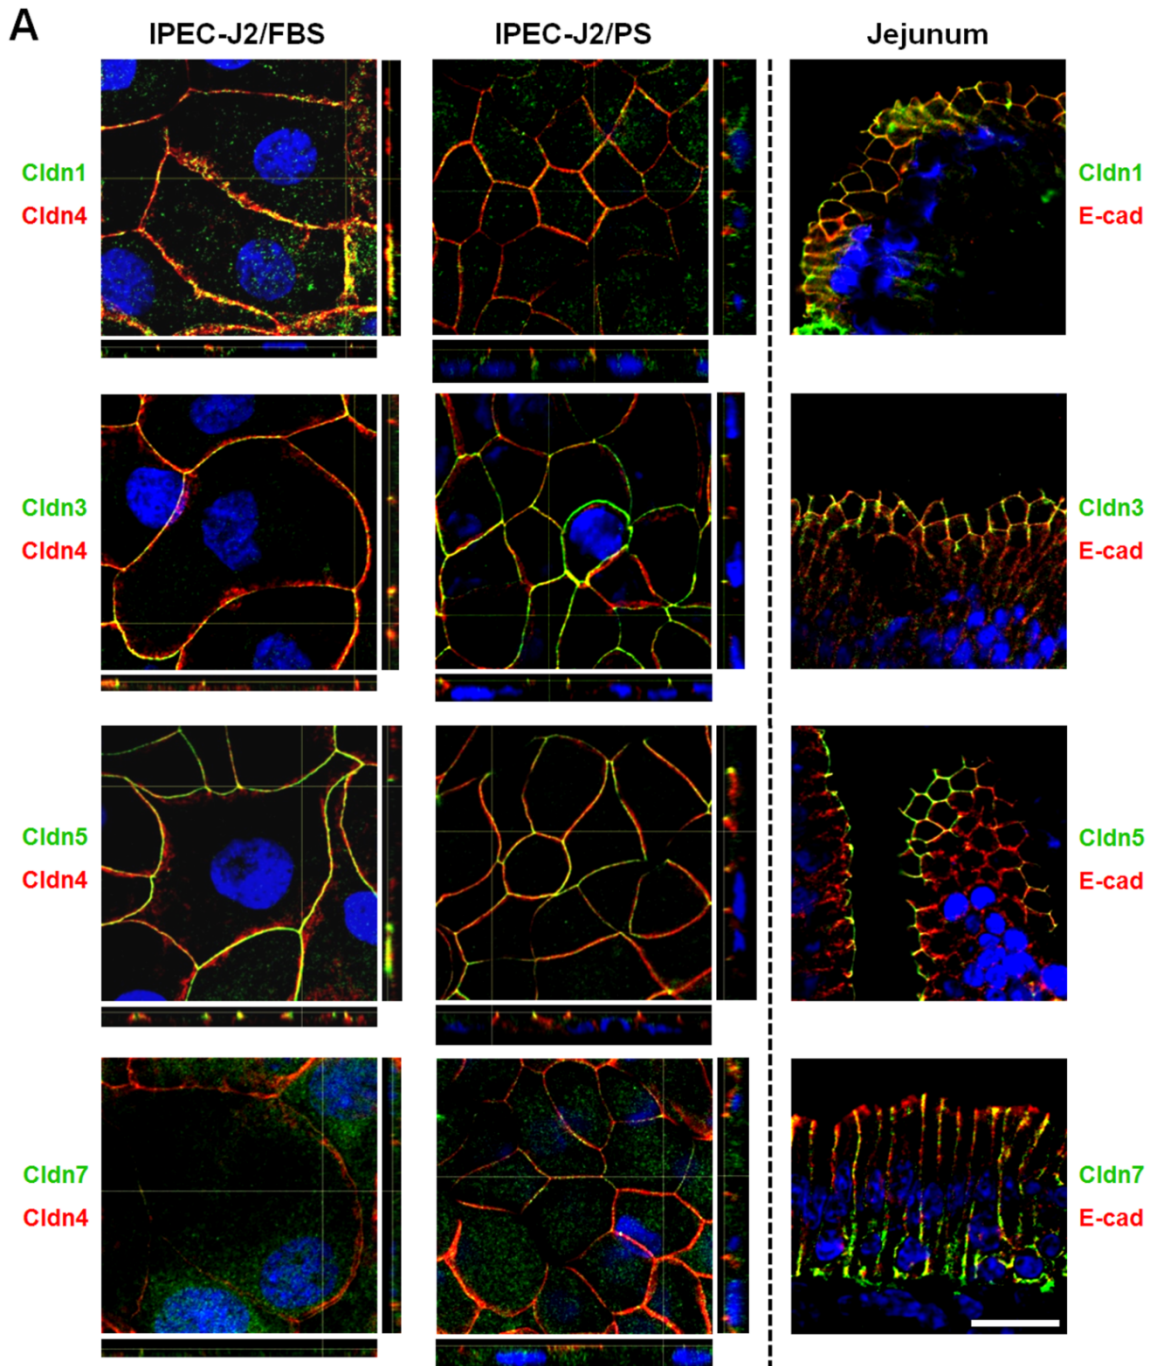 A
IPEC-J2/FBS
IPEC-J2/PS
Jejunum
Cldn1
Cldn4
Cldn1
E-cad
Cldn3
Cldn4
Cldn3
E-cad
Cldn5
Cldn4
Cldn5
E-cad
Cldn7
Cldn4
Cldn7
E-cad